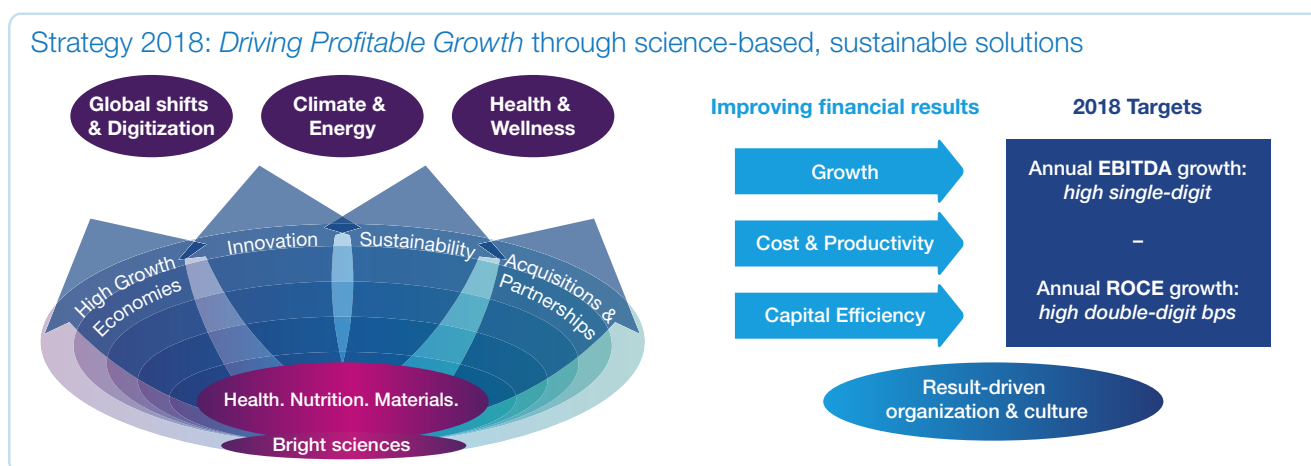 Strategy 2018: Driving Profitable Growth through science-based, sustainable solutions
Global shifts
& Digitization
Climate &
Energy
Health &
Wellness
High Growth
Economies
Innovation
Sustainability
Acquisitions &
Partnerships
Health. Nutrition. Materials.
Bright sciences
Improving financial results
Growth
Cost & Productivity
Capital Efficiency
2018 Targets
Annual EBITDA growth:
high single-digit
–
Annual ROCE growth:
high double-digit bps
Result-driven
organization & culture